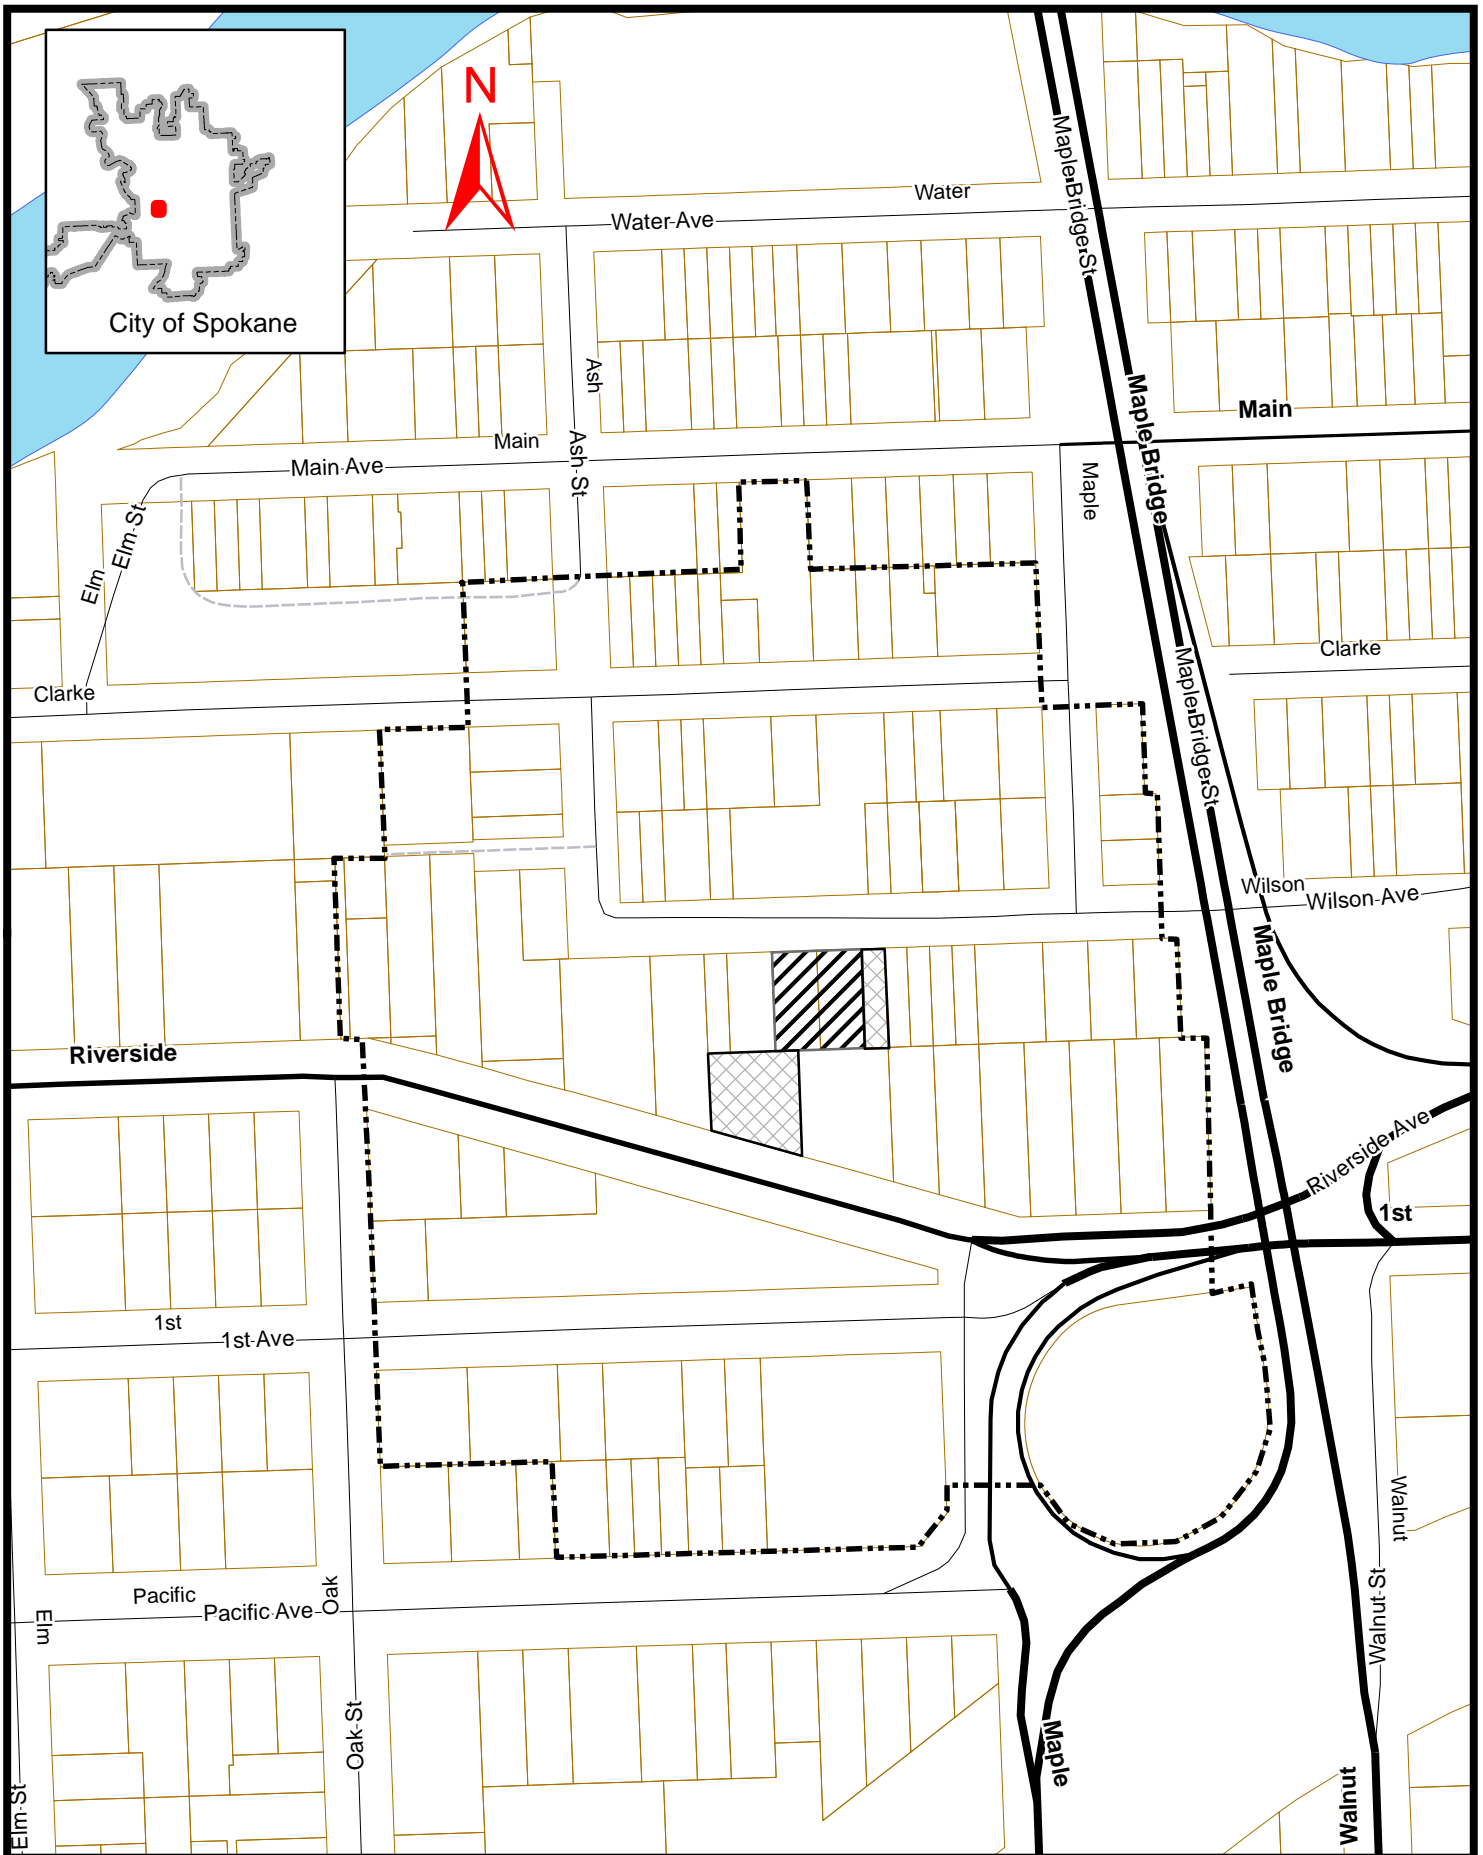 N
City of Spokane
Maple Bridge St
Water
Water Ave
Ash
Maple Bridge
Main
Main
Main Ave
Ash St
Maple
Elm St
Elm
Clarke
Maple Bridge St
Clarke
Wilson
Wilson Ave
Maple Bridge
Riverside
Riverside Ave
1st
1st
1st Ave
Walnut
Pacific
Oak
Pacific Ave
Elm
Walnut St
Oak St
Maple
Walnut
Elm St